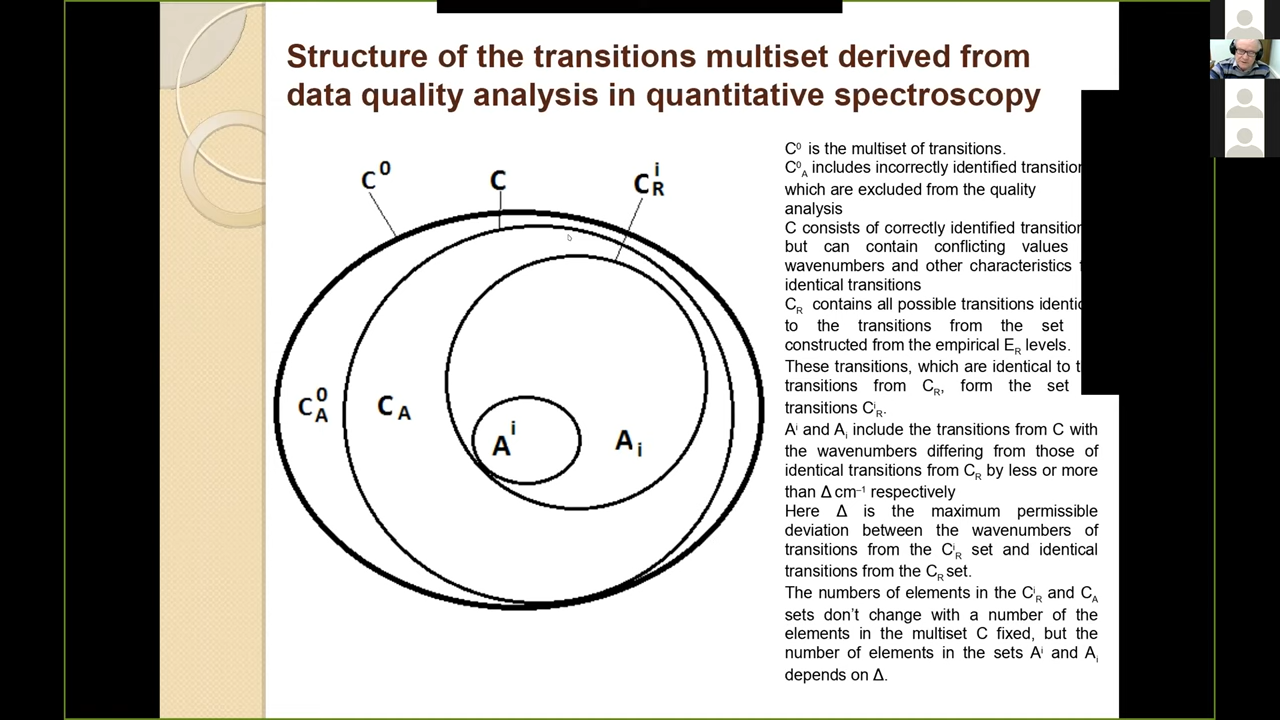 Structure of the transitions multiset derived from
data quality analysis in quantitative spectroscopy
C⁰
C
Cᴿⁱ
C⁰A
C A
Aⁱ
Aᵢ
C⁰ is the multiset of transitions.
C⁰A includes incorrectly identified
which are excluded from the quality
analysis
C consists of correctly identified
but can contain conflicting values
wavenumbers and other characteristics
identical transitions
CR contains all possible transitions
to the transitions from the set
constructed from the empirical ER levels.
These transitions, which are identical to
transitions from CR, form the set
transitions CⁱR.
Aⁱ and Aᵢ include the transitions from C with
the wavenumbers differing from those of
identical transitions from CR by less or more
than Δ cm⁻¹ respectively
Here Δ is the maximum permissible
deviation between the wavenumbers of
transitions from the CⁱR set and identical
transitions from the CR set.
The numbers of elements in the CⁱR and CA
sets don't change with a number of the
elements in the multiset C fixed, but the
number of elements in the sets Aⁱ and Aᵢ
depends on Δ.